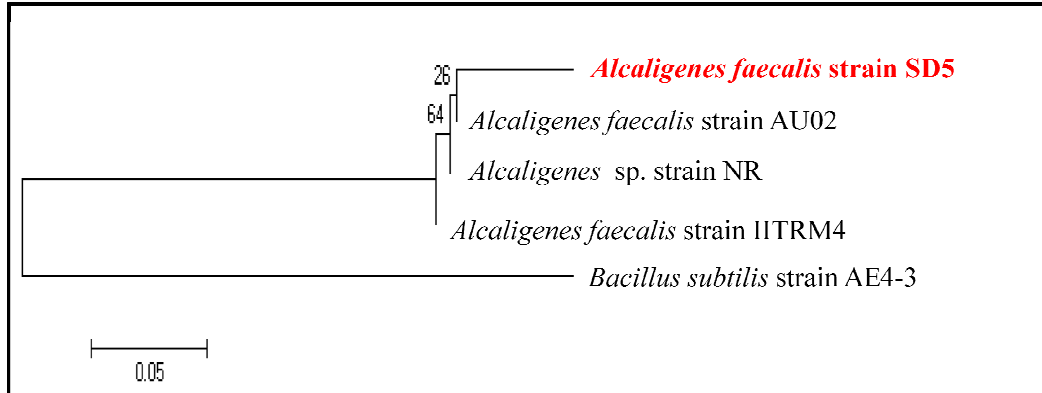 26
Alcaligenes faecalis strain SD5
64
Alcaligenes faecalis strain AU02
Alcaligenes sp. strain NR
Alcaligenes faecalis strain IITRM4
Bacillus subtilis strain AE4-3
0.05